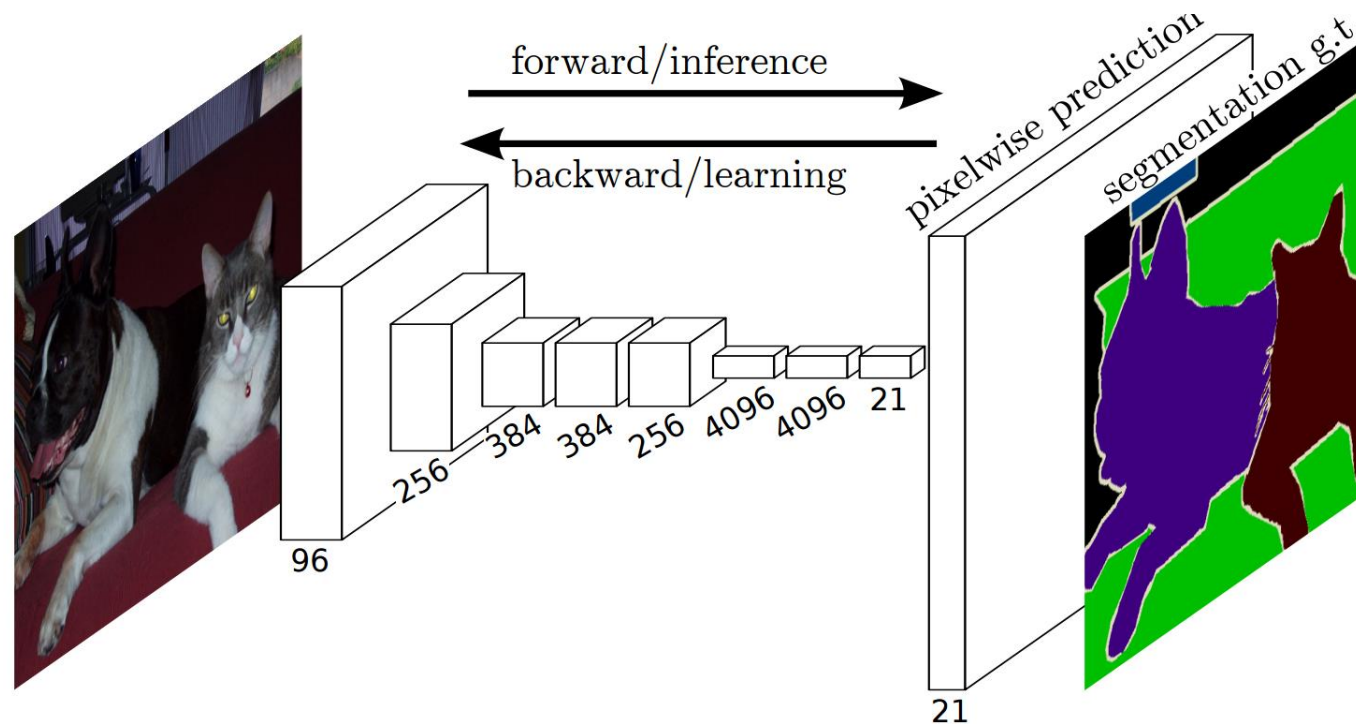 forward/inference
backward/learning
pixelwise prediction
segmentation g.t
96
256
384
384
256
4096
4096
21
21